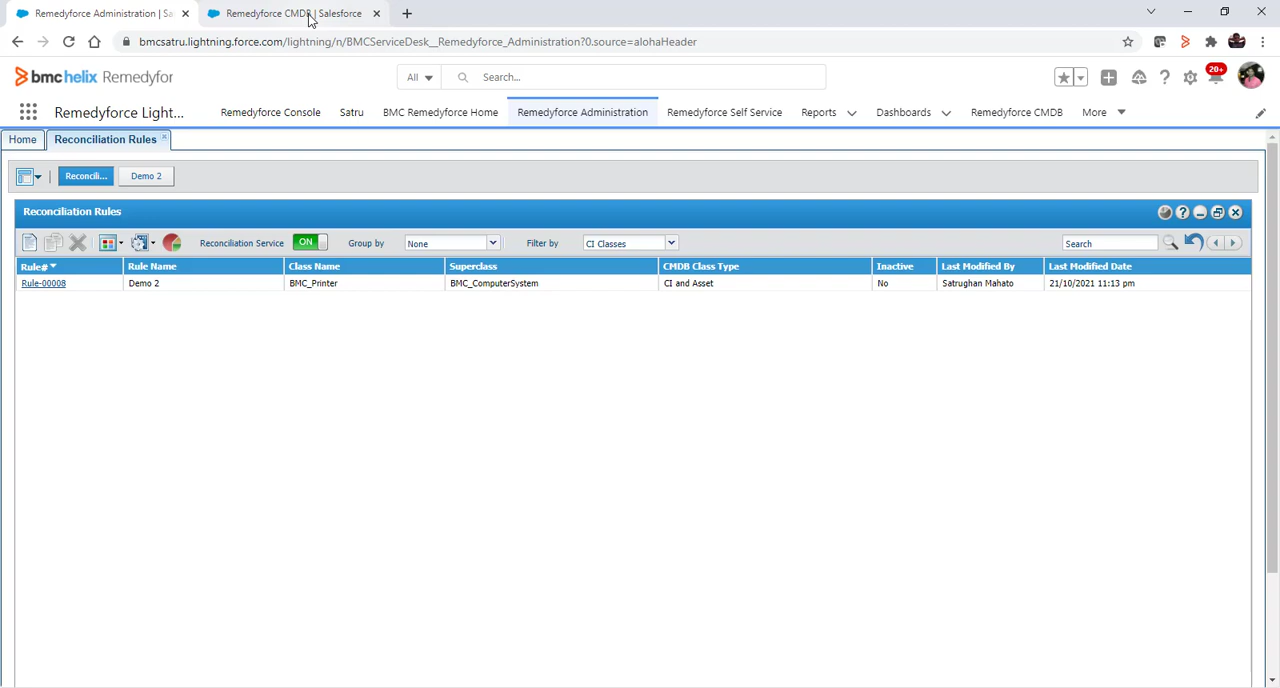 Remedyforce Administration | Sa
Remedyforce CMDB | Salesforce
bmcsatru.lightning.force.com/lightning/n/BMCServiceDesk__Remedyforce_Administration?0.source=alohaHeader
bmchelix Remedyfor
All
Search...
20+
Remedyforce Light...
Remedyforce Console
Satru
BMC Remedyforce Home
Remedyforce Administration
Remedyforce Self Service
Reports
Dashboards
Remedyforce CMDB
More
Home
Reconciliation Rules
Reconcili...
Demo 2
Reconciliation Rules
Reconciliation Service
ON
Group by
None
Filter by
CI Classes
Search
Rule# Rule Name Class Name Superclass CMDB Class Type Inactive Last Modified By Last Modified Date
Rule-00008 Demo 2 BMC_Printer BMC_ComputerSystem CI and Asset No Satrughan Mahato 21/10/2021 11:13 pm